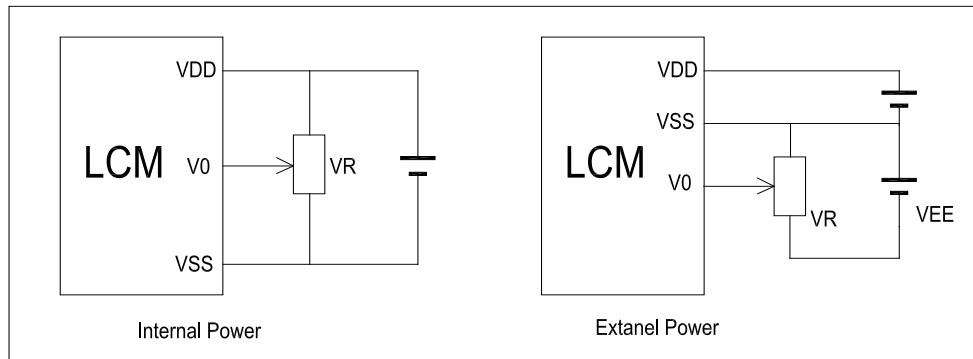 VDD
LCM
V0
VR
VSS
Internal Power
VDD
VSS
LCM
V0
VR
VEE
Extanel Power